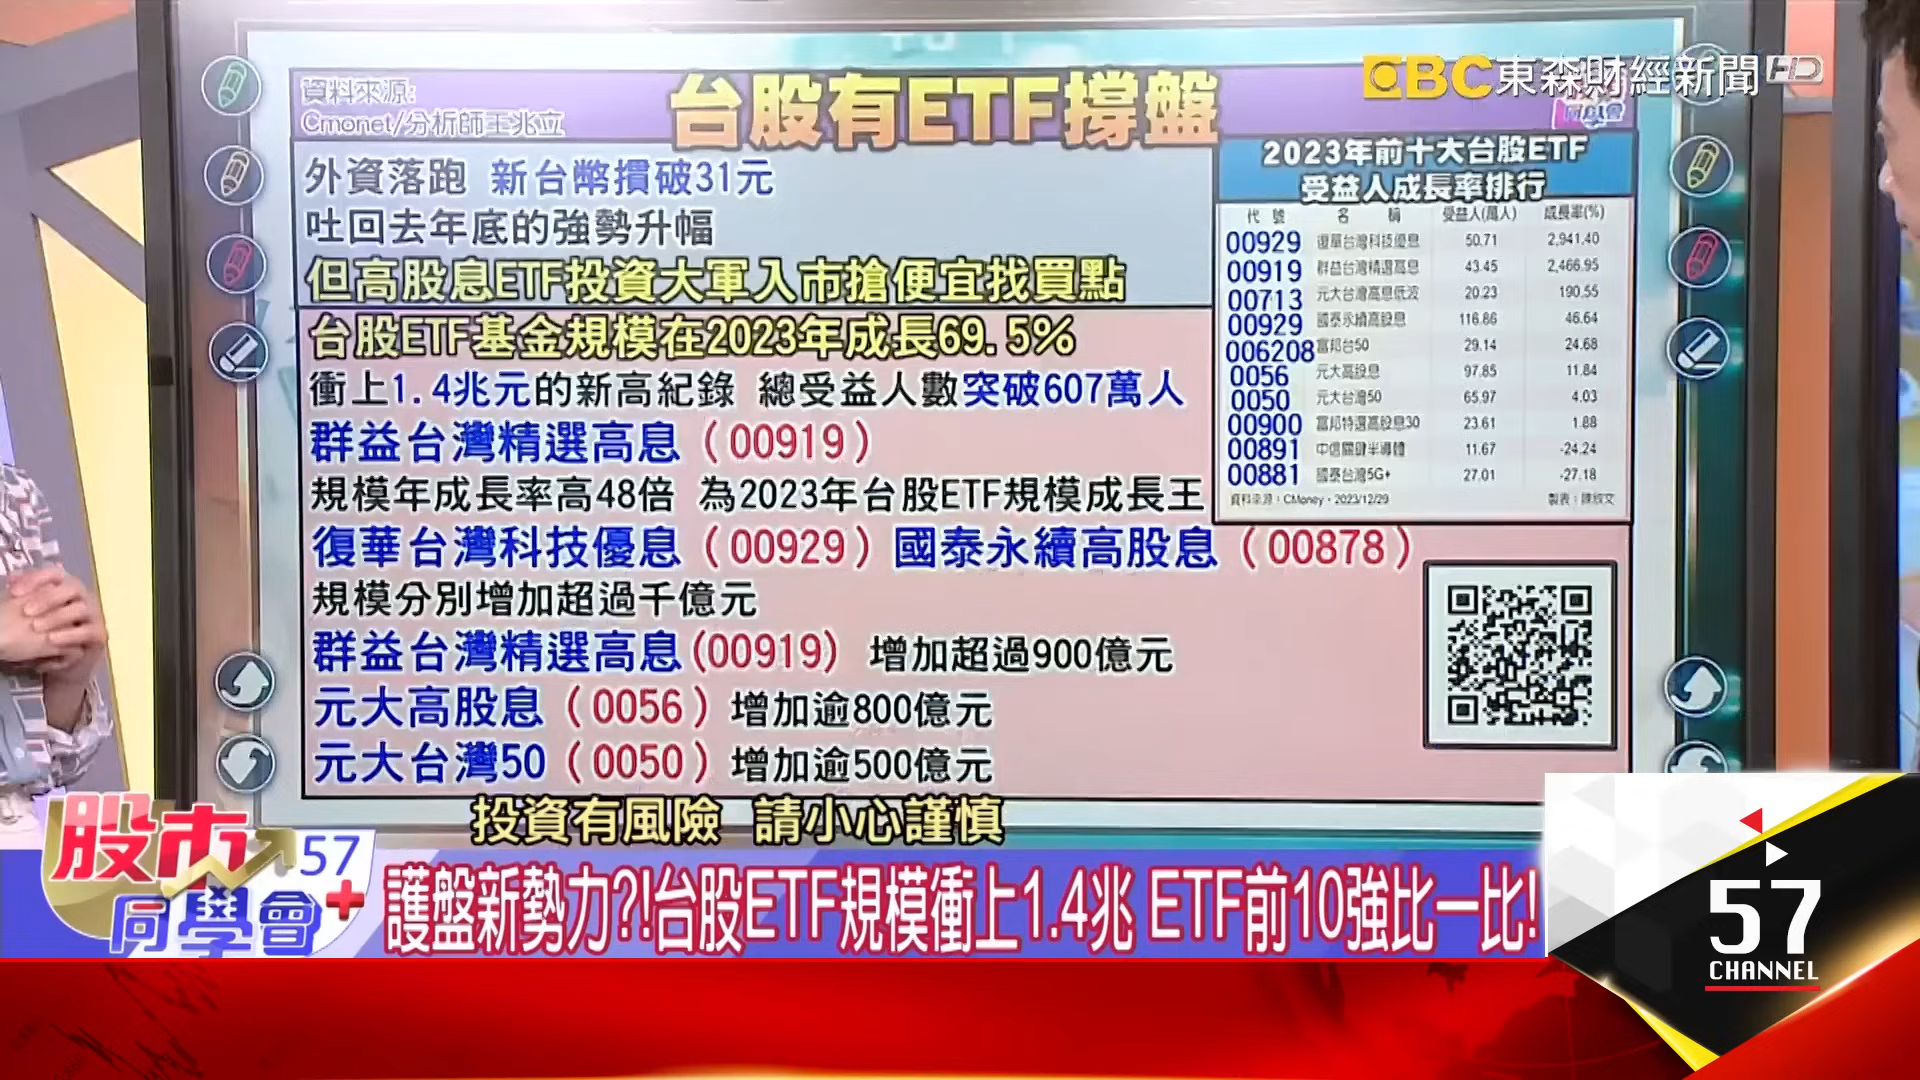 EBC東森財經新聞 HD
資料來源:
Cmonet/分析師王兆立
台股有ETF撐盤
同學會
外資落跑 新台幣摜破31元
吐回去年底的強勢升幅
但高股息ETF投資大軍入市搶便宜找買點
台股ETF基金規模在2023年成長69.5%
衝上1.4兆元的新高紀錄 總受益人數突破607萬人
群益台灣精選高息（00919）
規模年成長率高48倍 為2023年台股ETF規模成長王
復華台灣科技優息（00929）國泰永續高股息（00878）
規模分別增加超過千億元
群益台灣精選高息(00919) 增加超過900億元
元大高股息（0056）增加逾800億元
元大台灣50（0050）增加逾500億元
2023年前十大台股ETF
受益人成長率排行
代號 名稱 受益人(萬人) 成長率(%)
00929 復華台灣科技優息 50.71 2,941.40
00919 群益台灣精選高息 43.45 2,466.95
00713 元大台灣高息低波 20.23 190.55
00929 國泰永續高股息 116.86 46.64
006208 富邦台50 29.14 24.68
0056 元大高股息 97.85 11.84
0050 元大台灣50 65.97 4.03
00900 富邦特選高股息30 23.61 1.88
00891 中信關鍵半導體 11.67 -24.24
00881 國泰台灣5G+ 27.01 -27.18
資料來源：CMoney，2023/12/29 製表：陳欣文
投資有風險 請小心謹慎
股市
同學會
57
+
護盤新勢力?!台股ETF規模衝上1.4兆 ETF前10強比一比!
57
CHANNEL